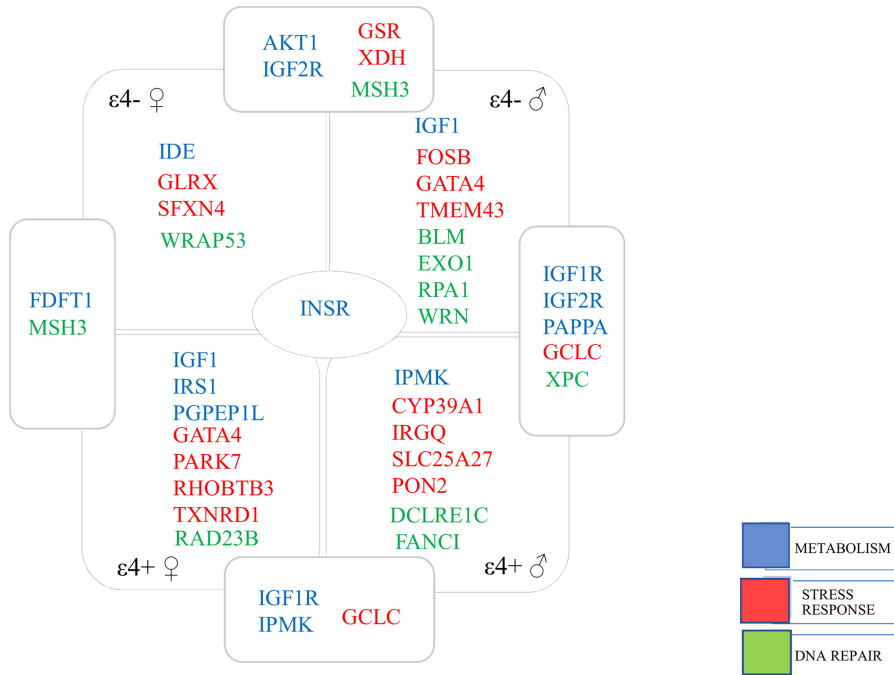 AKT1
IGF2R
GSR
XDH
MSH3
ε4- ♀
IDE
GLRX
SFXN4
WRAP53
ε4- ♂
IGF1
FOSB
GATA4
TMEM43
BLM
EXO1
RPA1
WRN
FDFT1
MSH3
INSR
IGF1R
IGF2R
PAPPA
GCLC
XPC
IGF1
IRS1
PGPEP1L
GATA4
PARK7
RHOBTB3
TXNRD1
RAD23B
ε4+ ♀
IPMK
CYP39A1
IRGQ
SLC25A27
PON2
DCLRE1C
FANCI
ε4+ ♂
IGF1R
IPMK
GCLC
METABOLISM
STRESS
RESPONSE
DNA REPAIR